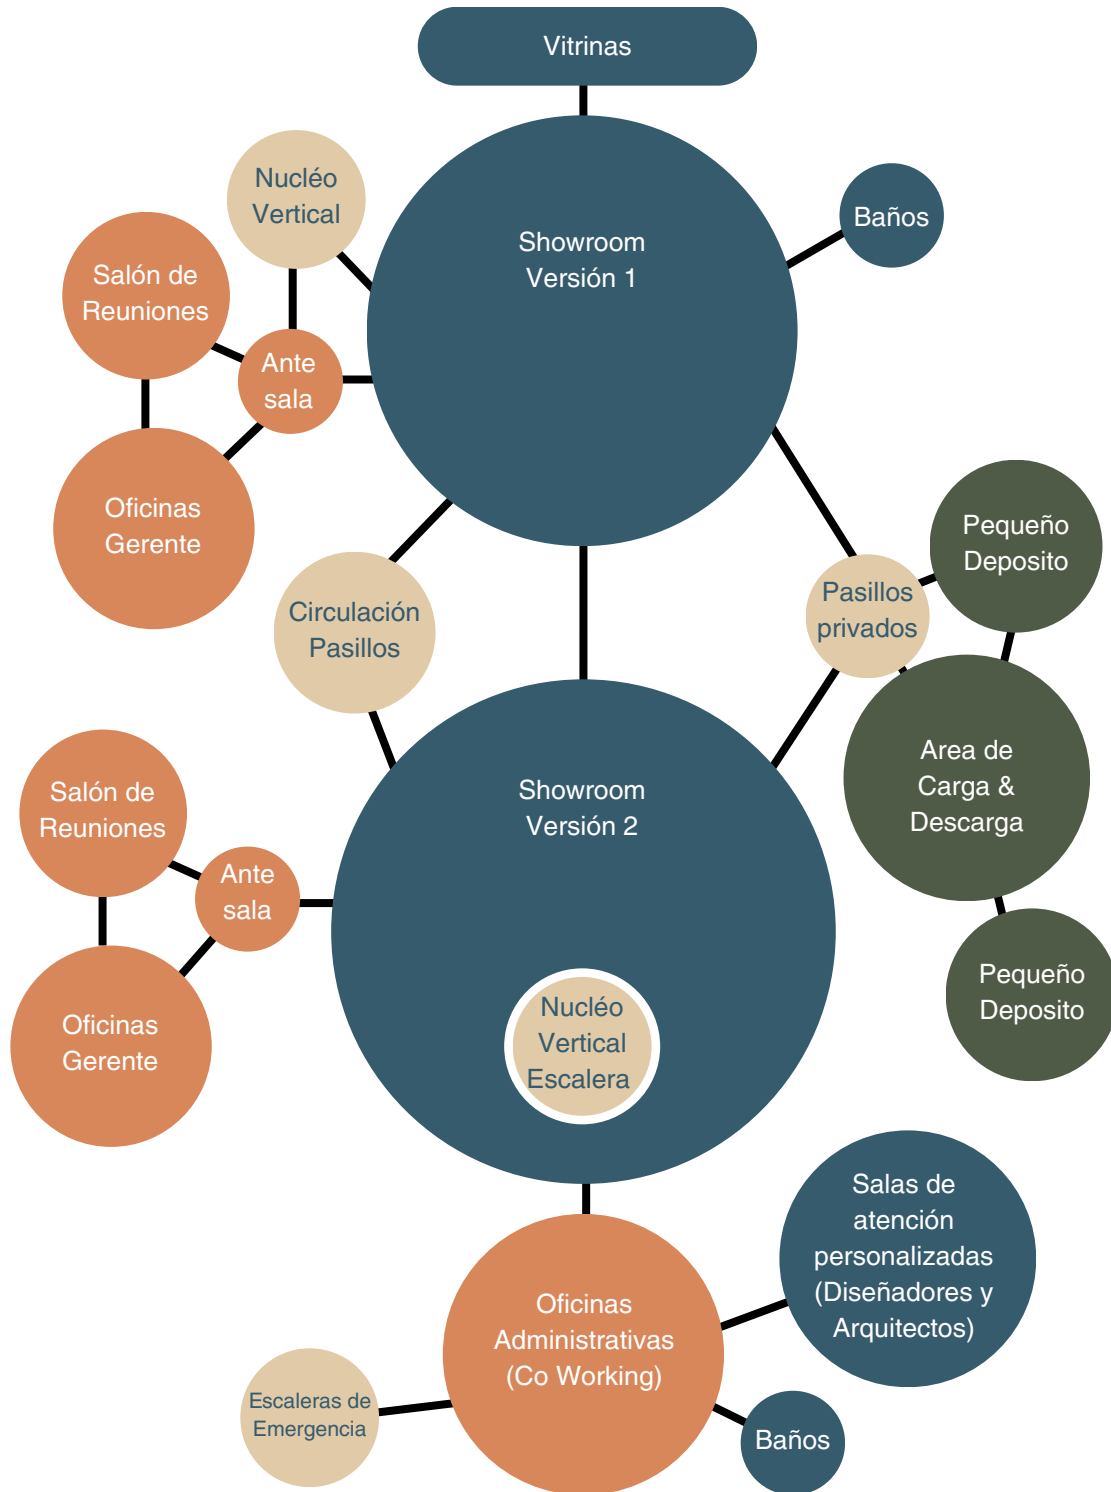 Vitrinas
Nucléo
Vertical
Showroom
Versión 1
Baños
Salón de
Reuniones
Ante
sala
Oficinas
Gerente
Circulación
Pasillos
Pasillos
privados
Pequeño
Deposito
Area de
Carga &
Descarga
Salón de
Reuniones
Ante
sala
Showroom
Versión 2
Oficinas
Gerente
Nucléo
Vertical
Escalera
Pequeño
Deposito
Salas de
atención
personalizadas
(Diseñadores y
Arquitectos)
Oficinas
Administrativas
(Co Working)
Escaleras de
Emergencia
Baños